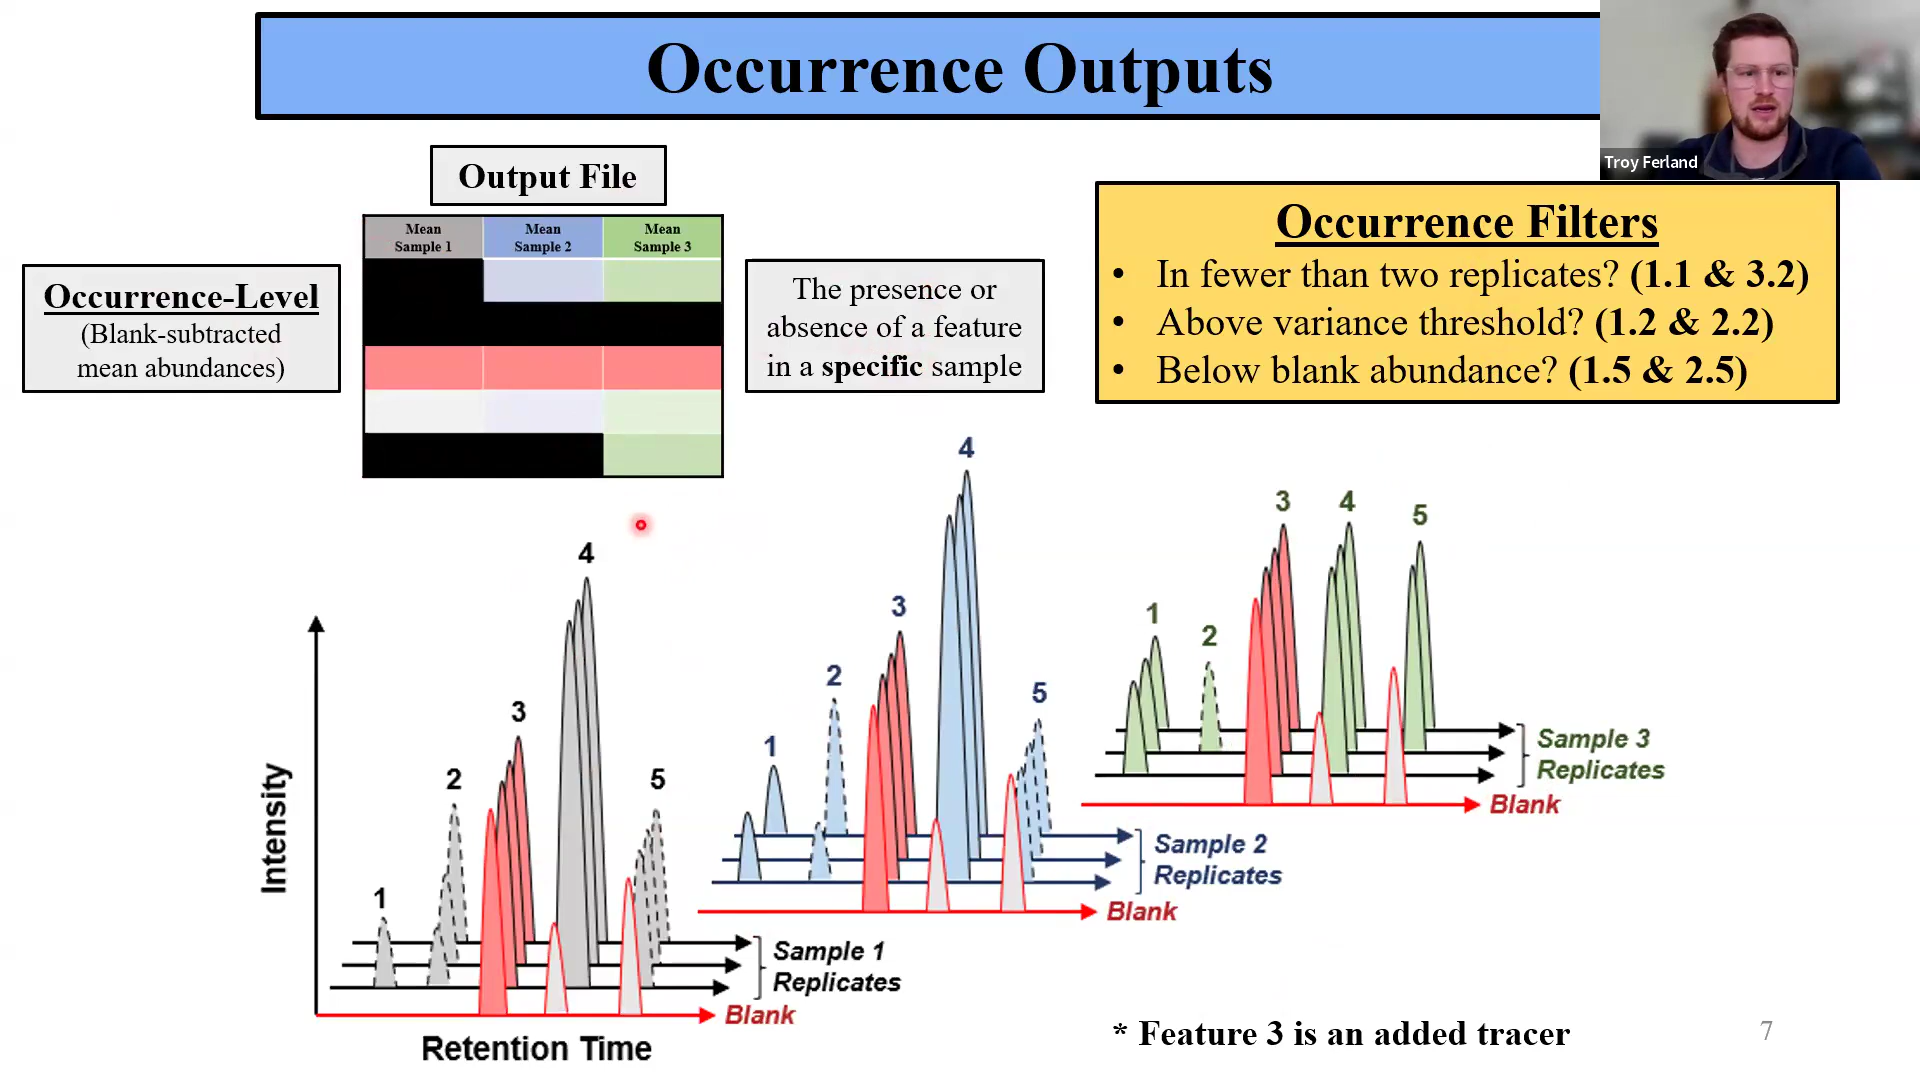 Occurrence Outputs
Troy Ferland
Output File
Mean
Sample 1
Mean
Sample 2
Mean
Sample 3
Occurrence-Level
(Blank-subtracted
mean abundances)
The presence or
absence of a feature
in a specific sample
Occurrence Filters
• In fewer than two replicates? (1.1 & 3.2)
• Above variance threshold? (1.2 & 2.2)
• Below blank abundance? (1.5 & 2.5)
Intensity
1
2
3
4
5
Sample 1
Replicates
Blank
1
2
3
4
5
Sample 2
Replicates
Blank
1
2
3
4
5
Sample 3
Replicates
Blank
Retention Time
* Feature 3 is an added tracer
7